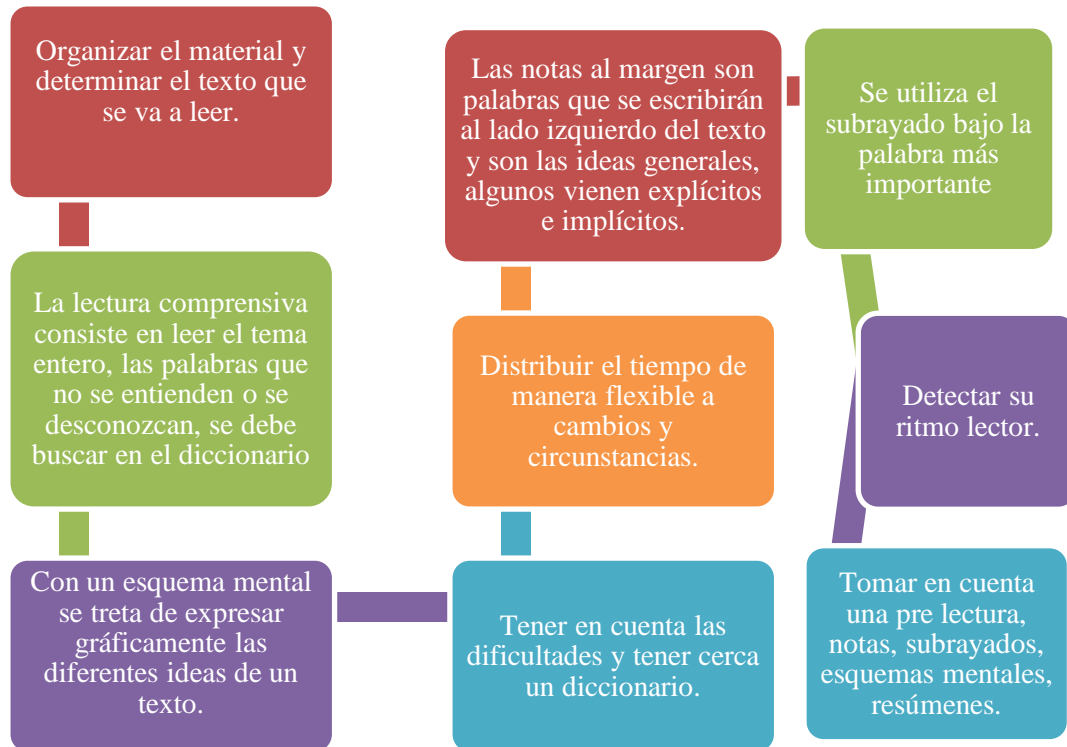 Organizar el material y
determinar el texto que
se va a leer.
La lectura comprensiva
consiste en leer el tema
entero, las palabras que
no se entienden o se
desconozcan, se debe
buscar en el diccionario
Con un esquema mental
se treta de expresar
gráficamente las
diferentes ideas de un
texto.
Tener en cuenta las
dificultades y tener cerca
un diccionario.
Distribuir el tiempo de
manera flexible a
cambios y
circunstancias.
Las notas al margen son
palabras que se escribirán
al lado izquierdo del texto
y son las ideas generales,
algunos vienen explícitos
e implícitos.
Se utiliza el
subrayado bajo la
palabra más
importante
Detectar su
ritmo lector.
Tomar en cuenta
una pre lectura,
notas, subrayados,
esquemas mentales,
resúmenes.